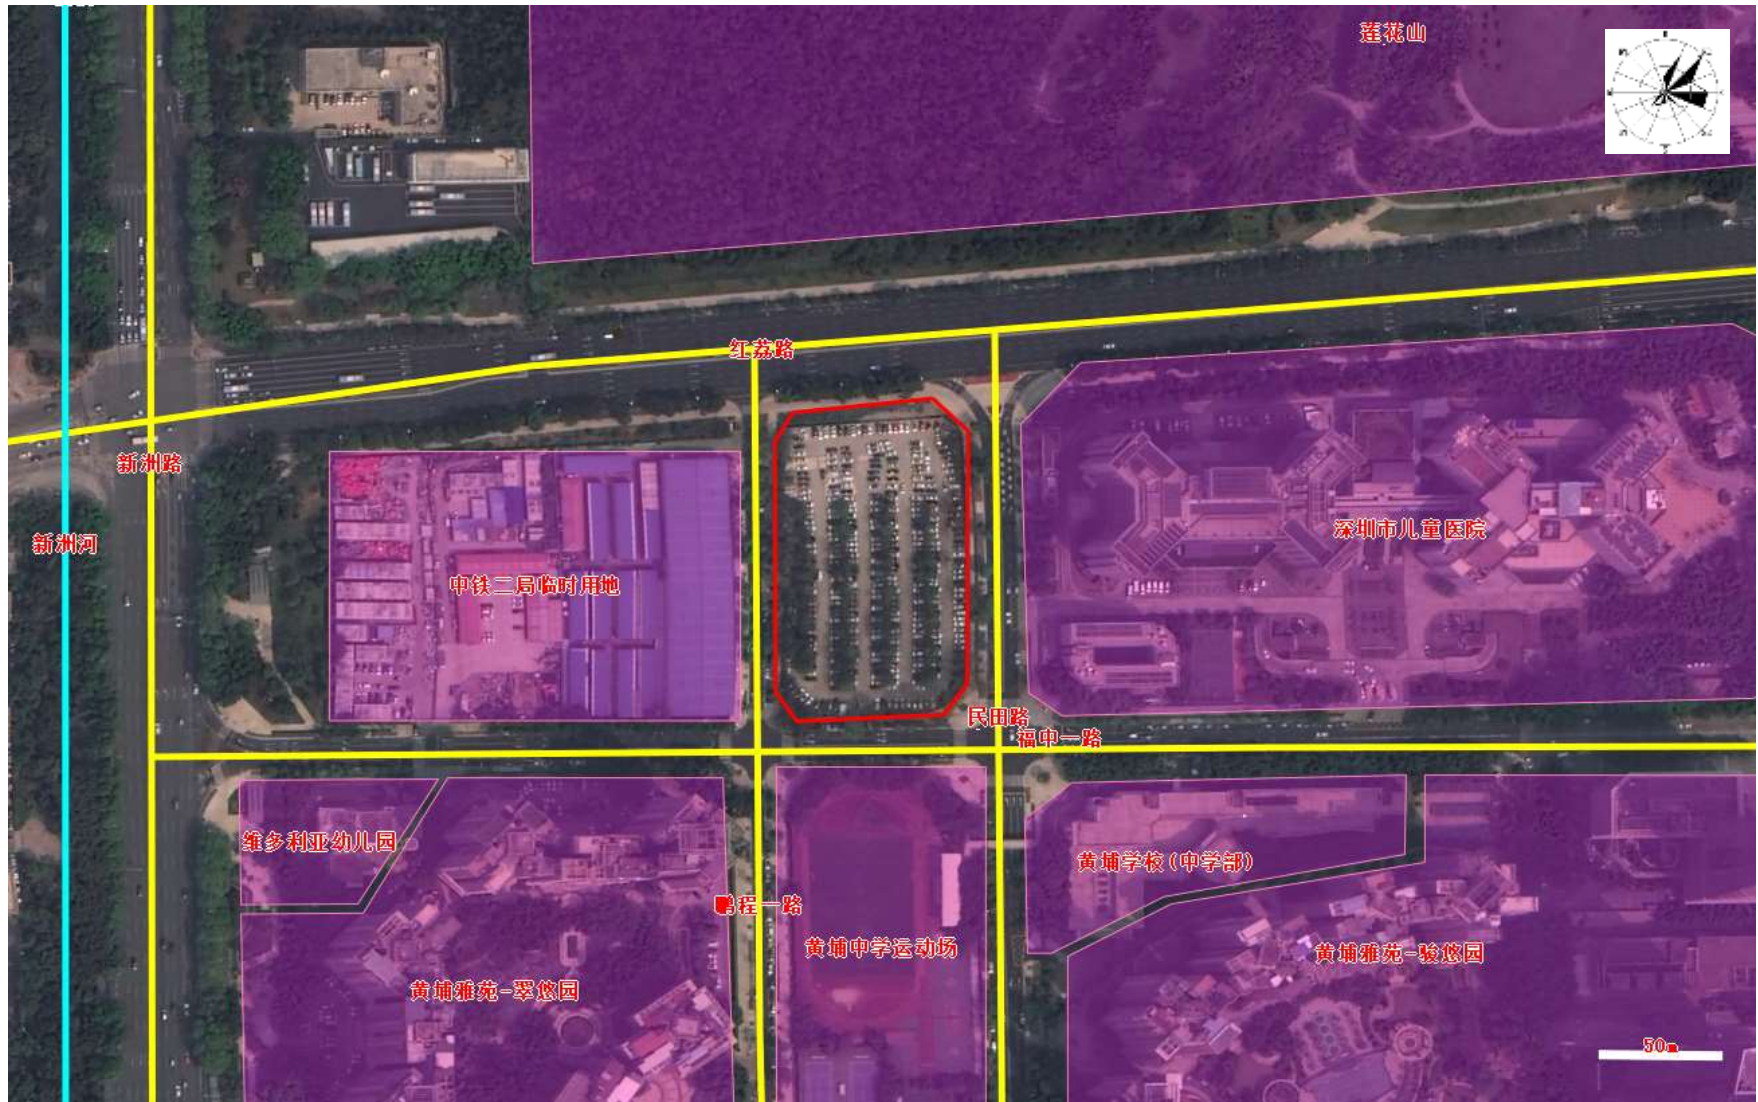 莲花山
红荔路
新洲路
新洲河
深圳市儿童医院
中铁二局临时用地
民田路
福中一路
维多利亚幼儿园
黄埔学校(中学部)
鹏程一路
黄埔中学运动场
黄埔雅苑-骏悠园
黄埔雅苑-翠悠园
50m